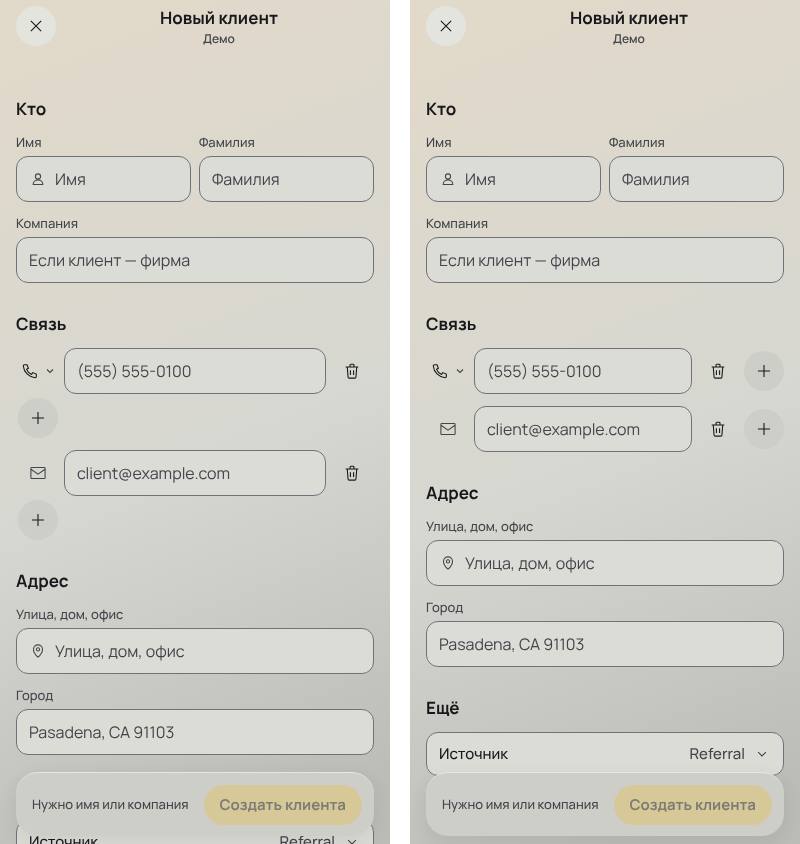 Новый клиент
Демо
Кто
Имя Фамилия
Имя Фамилия
Компания
Если клиент — фирма
Связь
(555) 555-0100
client@example.com
Адрес
Улица, дом, офис
Улица, дом, офис
Город
Pasadena, CA 91103
Нужно имя или компания Создать клиента
Источник Referral
Новый клиент
Демо
Кто
Имя Фамилия
Имя Фамилия
Компания
Если клиент — фирма
Связь
(555) 555-0100
client@example.com
Адрес
Улица, дом, офис
Улица, дом, офис
Город
Pasadena, CA 91103
Ещё
Источник Referral
Нужно имя или компания Создать клиента